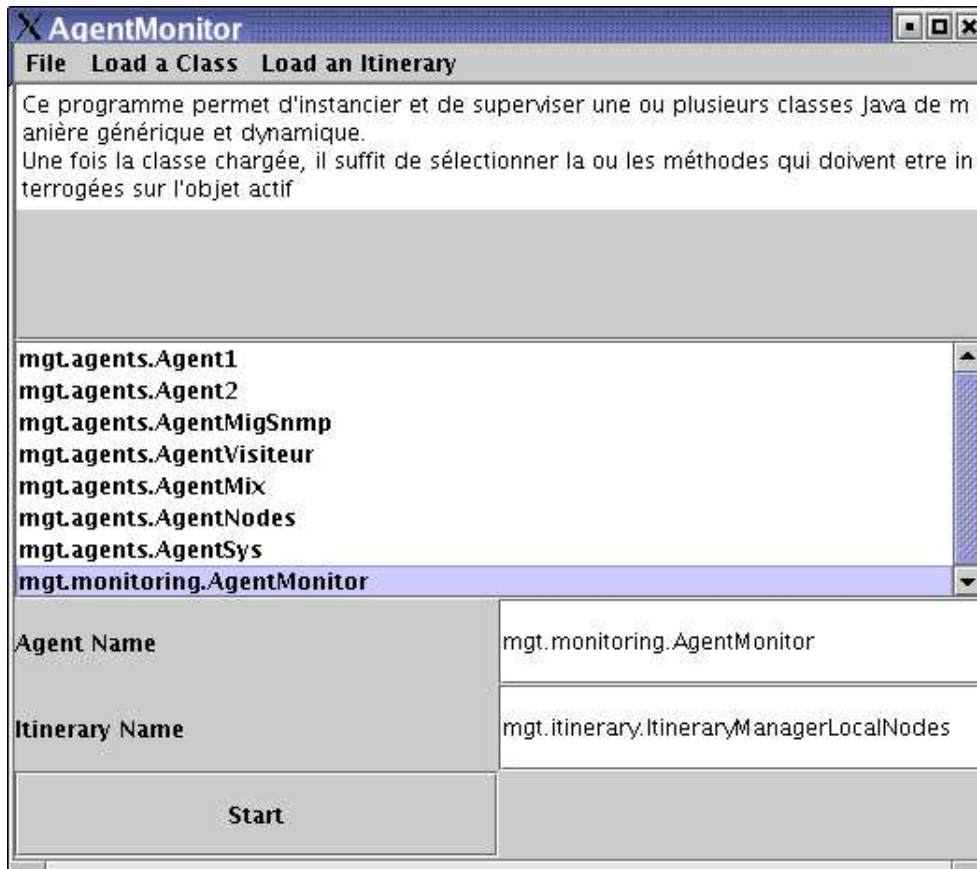 AgentMonitor
File Load a Class Load an Itinerary
Ce programme permet d'instancier et de superviser une ou plusieurs classes Java de m
anière générique et dynamique.
Une fois la classe chargée, il suffit de sélectionner la ou les méthodes qui doivent etre in
terrogées sur l'objet actif
mgt.agents.Agent1
mgt.agents.Agent2
mgt.agents.AgentMigSnmp
mgt.agents.AgentVisiteur
mgt.agents.AgentMix
mgt.agents.AgentNodes
mgt.agents.AgentSys
mgt.monitoring.AgentMonitor
Agent Name mgt.monitoring.AgentMonitor
Itinerary Name mgt.itinerary.ItineraryManagerLocalNodes
Start